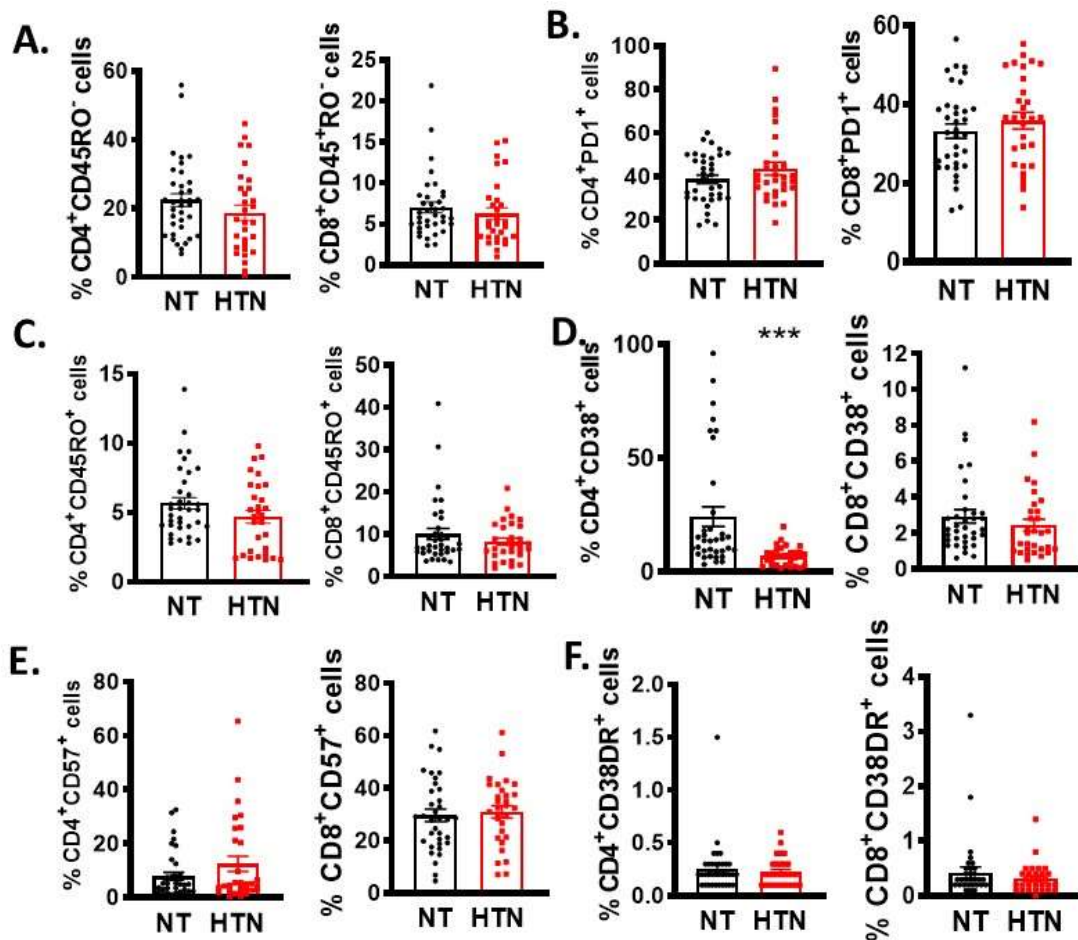 A.
% CD4⁺CD45RO⁻ cells
60
40
20
0
NT HTN
% CD8⁺CD45⁺RO⁻ cells
25
20
15
10
5
0
NT HTN
B.
% CD4⁺PD1⁺ cells
100
80
60
40
20
0
NT HTN
% CD8⁺PD1⁺ cells
60
40
20
0
NT HTN
C.
% CD4⁺CD45RO⁺ cells
15
10
5
0
NT HTN
% CD8⁺CD45RO⁺ cells
50
40
30
20
10
0
NT HTN
D.
% CD4⁺CD38⁺ cells
100
50
0
***
NT HTN
% CD8⁺CD38⁺ cells
12
10
8
6
4
2
0
NT HTN
E.
% CD4⁺CD57⁺ cells
80
60
40
20
0
NT HTN
% CD8⁺CD57⁺ cells
80
60
40
20
0
NT HTN
F.
% CD4⁺CD38DR⁺ cells
2.0
1.5
1.0
0.5
0.0
NT HTN
% CD8⁺CD38DR⁺ cells
4
3
2
1
0
NT HTN